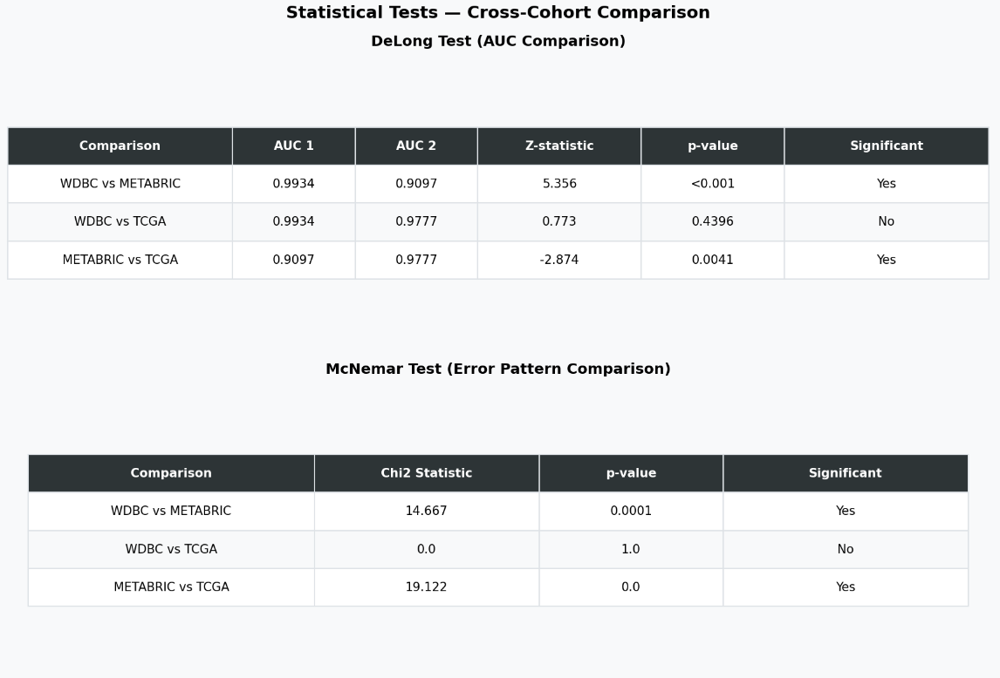 Statistical Tests — Cross-Cohort Comparison
DeLong Test (AUC Comparison)
Comparison AUC 1 AUC 2 Z-statistic p-value Significant
WDBC vs METABRIC 0.9934 0.9097 5.356 <0.001 Yes
WDBC vs TCGA 0.9934 0.9777 0.773 0.4396 No
METABRIC vs TCGA 0.9097 0.9777 -2.874 0.0041 Yes
McNemar Test (Error Pattern Comparison)
Comparison Chi2 Statistic p-value Significant
WDBC vs METABRIC 14.667 0.0001 Yes
WDBC vs TCGA 0.0 1.0 No
METABRIC vs TCGA 19.122 0.0 Yes